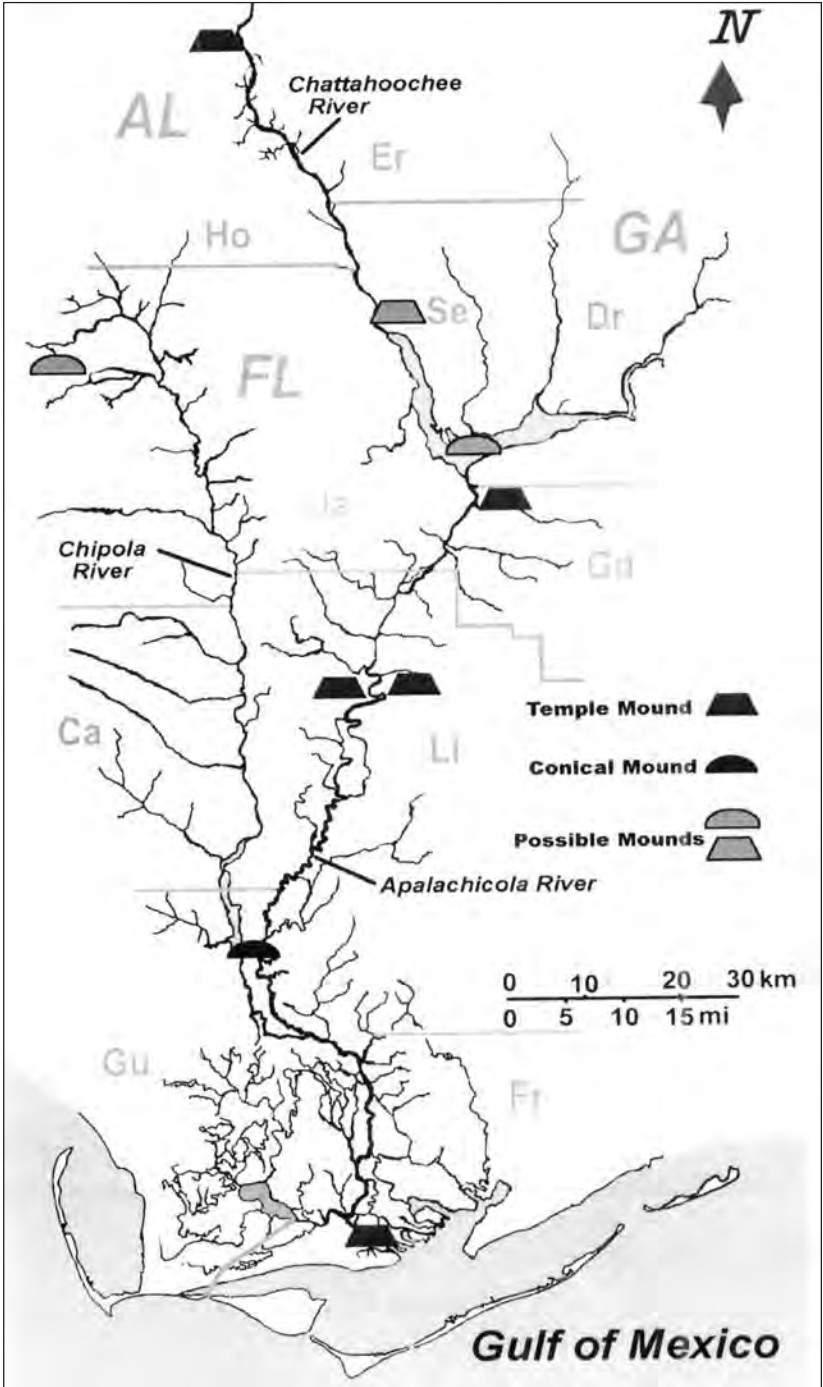 N
Chattahoochee
River
AL
Er
Ho
GA
Se
Dr
FL
Ja
Chipola
River
Gd
Temple Mound
Ca
Li
Conical Mound
Possible Mounds
Apalachicola River
0 10 20 30 km
0 5 10 15 mi
Gu
Fr
Gulf of Mexico